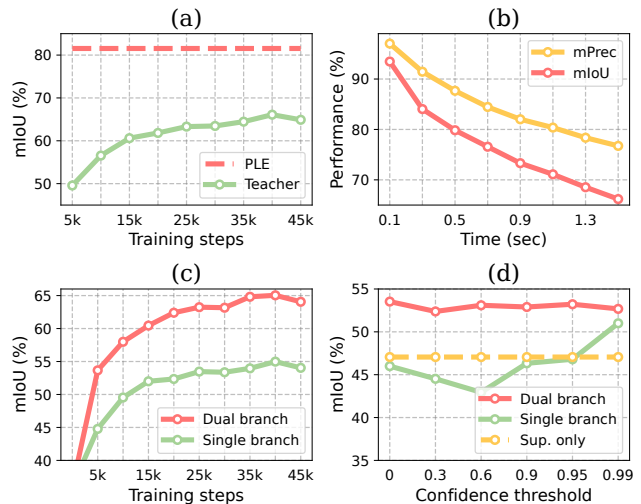 (a)
mIoU (%)
80
70
60
50
PLE
Teacher
5k 15k 25k 35k 45k
Training steps
(b)
Performance (%)
90
80
70
mPrec
mIoU
0.1 0.5 0.9 1.3
Time (sec)
(c)
mIoU (%)
65
60
55
50
45
40
Dual branch
Single branch
5k 15k 25k 35k 45k
Training steps
(d)
mIoU (%)
55
50
45
40
35
Dual branch
Single branch
Sup. only
0 0.3 0.6 0.9 0.95 0.99
Confidence threshold